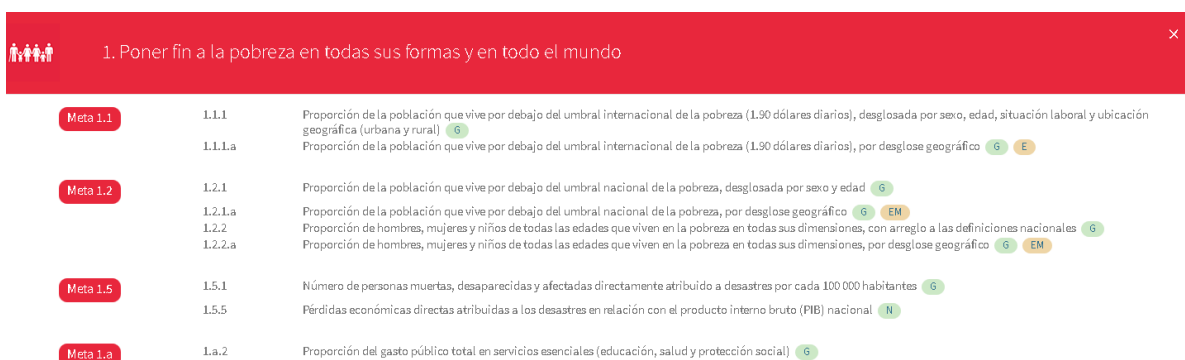 1. Poner fin a la pobreza en todas sus formas y en todo el mundo ×
Meta 1.1 1.1.1 Proporción de la población que vive por debajo del umbral internacional de la pobreza (1.90 dólares diarios), desglosada por sexo, edad, situación laboral y ubicación
geográfica (urbana y rural) G
1.1.1.a Proporción de la población que vive por debajo del umbral internacional de la pobreza (1.90 dólares diarios), por desglose geográfico G E
Meta 1.2 1.2.1 Proporción de la población que vive por debajo del umbral nacional de la pobreza, desglosada por sexo y edad G
1.2.1.a Proporción de la población que vive por debajo del umbral nacional de la pobreza, por desglose geográfico G EM
1.2.2 Proporción de hombres, mujeres y niños de todas las edades que viven en la pobreza en todas sus dimensiones, con arreglo a las definiciones nacionales G
1.2.2.a Proporción de hombres, mujeres y niños de todas las edades que viven en la pobreza en todas sus dimensiones, por desglose geográfico G EM
Meta 1.5 1.5.1 Número de personas muertas, desaparecidas y afectadas directamente atribuido a desastres por cada 100 000 habitantes G
1.5.5 Pérdidas económicas directas atribuidas a los desastres en relación con el producto interno bruto (PIB) nacional N
Meta 1.a 1.a.2 Proporción del gasto público total en servicios esenciales (educación, salud y protección social) G